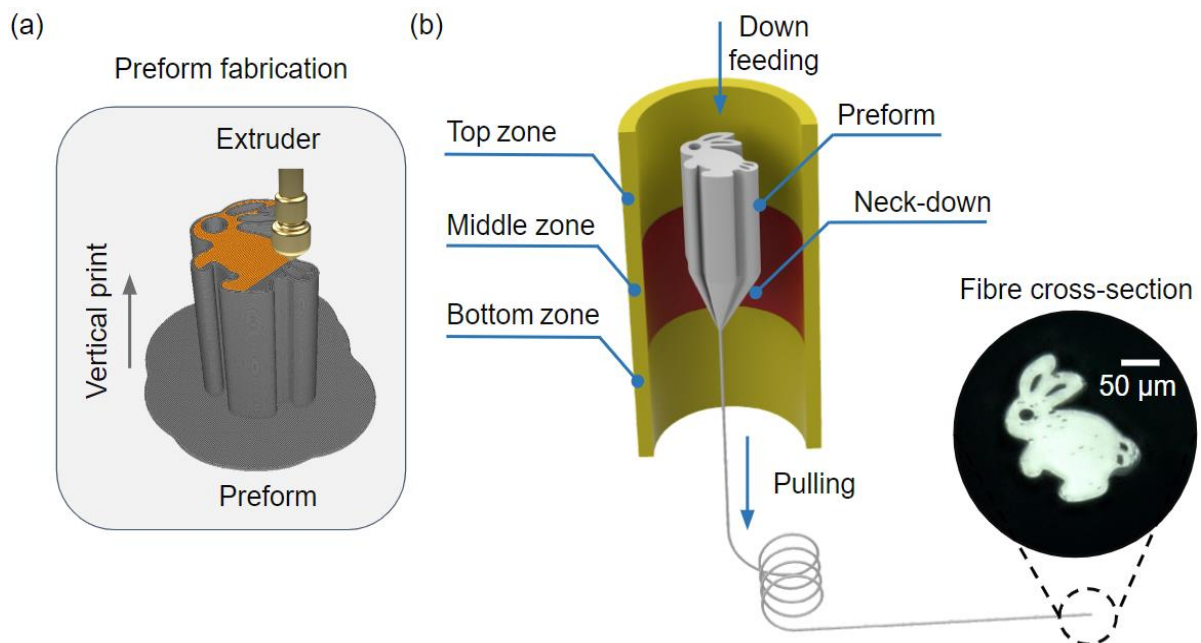 (a)
Preform fabrication
Extruder
Vertical print
Preform
(b)
Down
feeding
Top zone
Preform
Middle zone
Neck-down
Bottom zone
Fibre cross-section
50 μm
Pulling